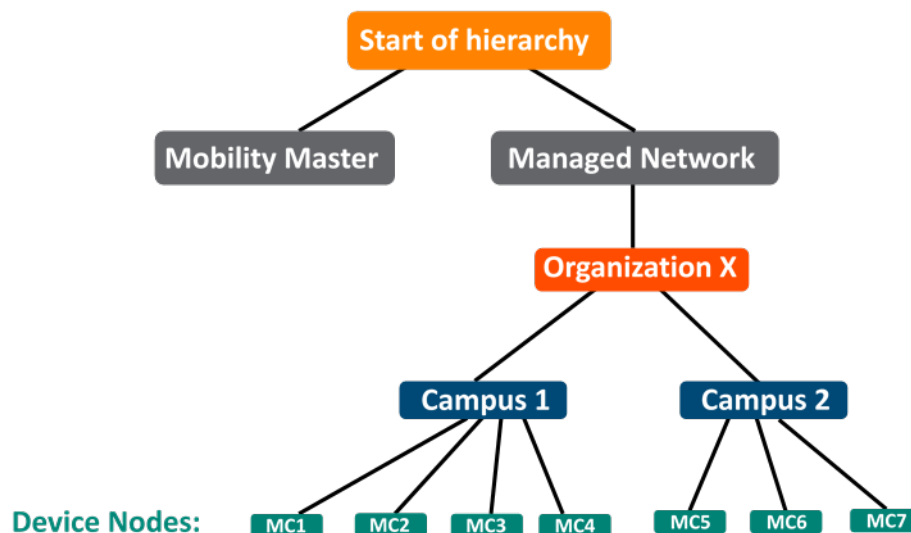 Start of hierarchy
Mobility Master
Managed Network
Organization X
Campus 1
Campus 2
Device Nodes:
MC1
MC2
MC3
MC4
MC5
MC6
MC7